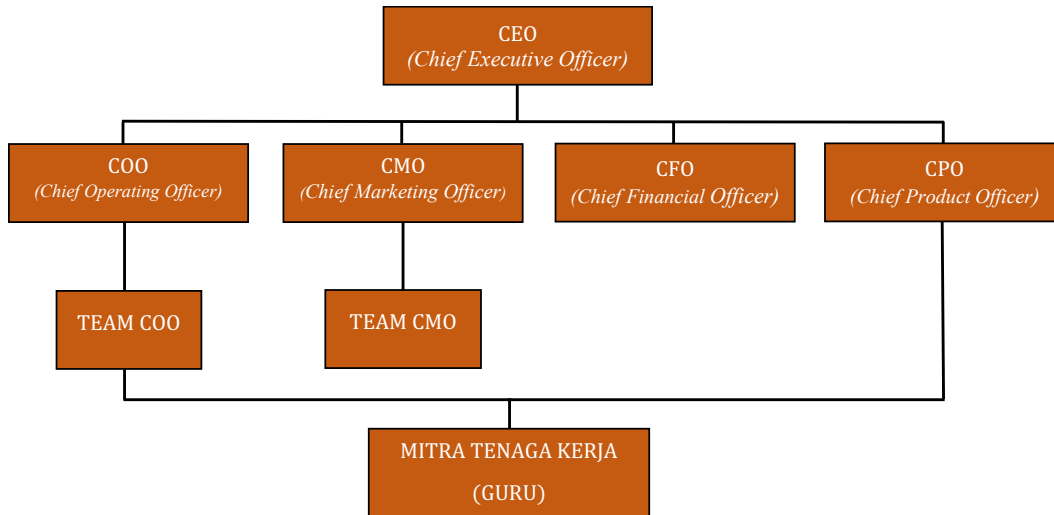 CEO
(Chief Executive Officer)
COO
(Chief Operating Officer)
CMO
(Chief Marketing Officer)
CFO
(Chief Financial Officer)
CPO
(Chief Product Officer)
TEAM COO
TEAM CMO
MITRA TENAGA KERJA
(GURU)